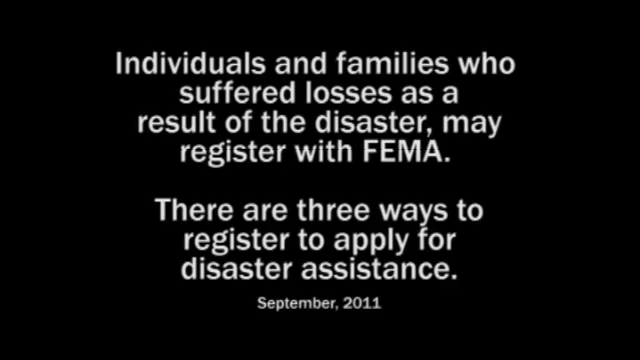 Individuals and families who
suffered losses as a
result of the disaster, may
register with FEMA.
There are three ways to
register to apply for
disaster assistance.
September, 2011